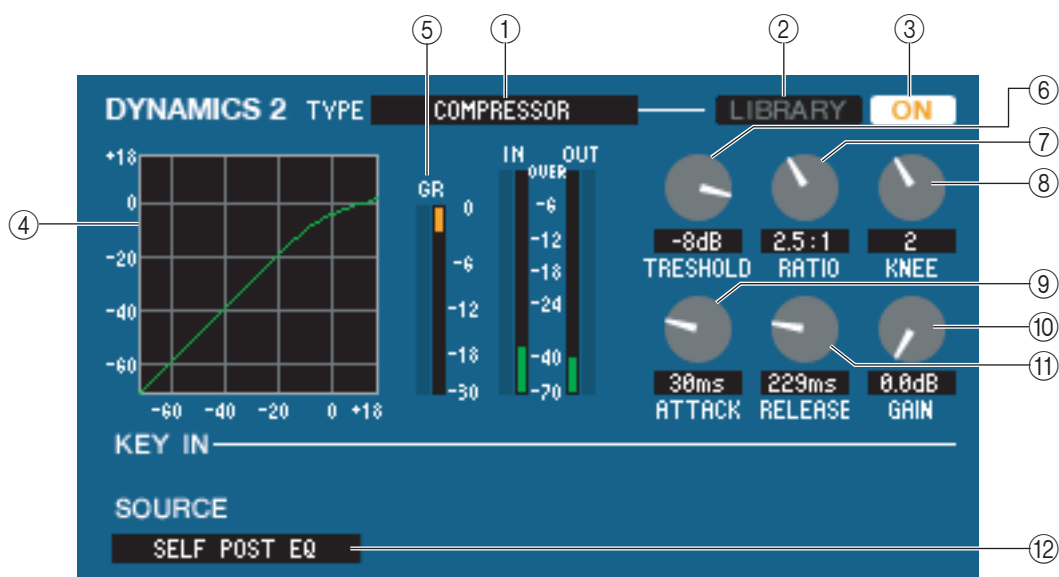 ⑤ ① ② ③
DYNAMICS 2 TYPE COMPRESSOR LIBRARY ON ⑥
+18 IN OUT ⑦
OVER
GR
0 0 -6 ⑧
④
-12 -8dB 2.5:1 2
-20 -6 -18 TRESHOLD RATIO KNEE
-24 ⑨
-40 -12 ⑩
-60 -18 -40 ⑪
-30 -70 30ms 229ms 0.0dB
-60 -40 -20 0 +18 ATTACK RELEASE GAIN
KEY IN
SOURCE
SELF POST EQ ⑫